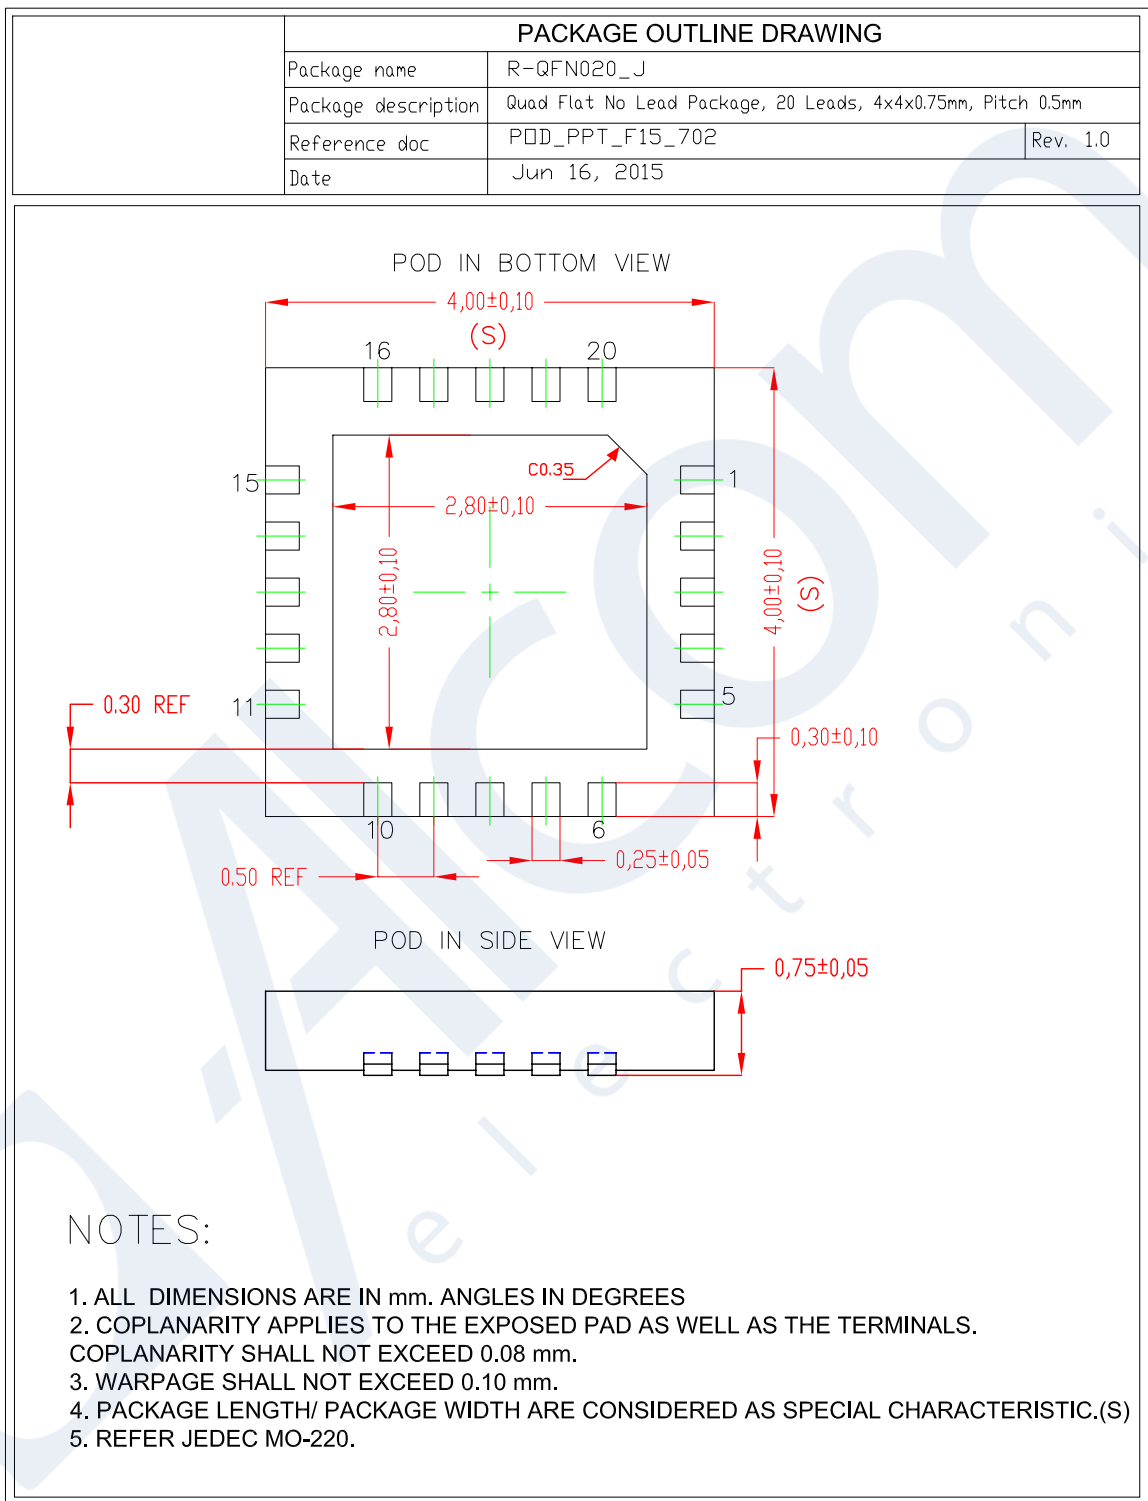 PACKAGE OUTLINE DRAWING
Package name R-QFN020_J
Package description Quad Flat No Lead Package, 20 Leads, 4x4x0.75mm, Pitch 0.5mm
Reference doc POD_PPT_F15_702 Rev. 1.0
Date Jun 16, 2015
POD IN BOTTOM VIEW
4,00±0,10
(S)
16 20
C0.35
15 1
2,80±0,10
2,80±0,10
4,00±0,10
(S)
11 5
0.30 REF
0,30±0,10
10 6
0,25±0,05
0.50 REF
POD IN SIDE VIEW
0,75±0,05
NOTES:
1. ALL DIMENSIONS ARE IN mm. ANGLES IN DEGREES
2. COPLANARITY APPLIES TO THE EXPOSED PAD AS WELL AS THE TERMINALS.
COPLANARITY SHALL NOT EXCEED 0.08 mm.
3. WARPAGE SHALL NOT EXCEED 0.10 mm.
4. PACKAGE LENGTH/ PACKAGE WIDTH ARE CONSIDERED AS SPECIAL CHARACTERISTIC.(S)
5. REFER JEDEC MO-220.
Alcom
electroni